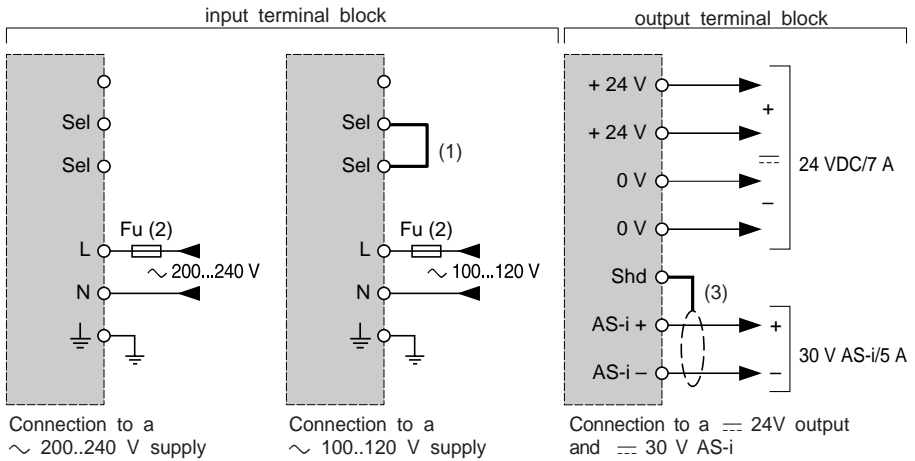 input terminal block
output terminal block
Sel
Sel
Fu (2)
L
~ 200...240 V
N
Connection to a
~ 200..240 V supply
Sel
Sel
(1)
Fu (2)
L
~ 100...120 V
N
Connection to a
~ 100..120 V supply
+ 24 V
+ 24 V
0 V
0 V
+
⎓
–
24 VDC/7 A
Shd
(3)
AS-i +
AS-i –
+
–
30 V AS-i/5 A
Connection to a ⎓ 24V output
and ⎓ 30 V AS-i